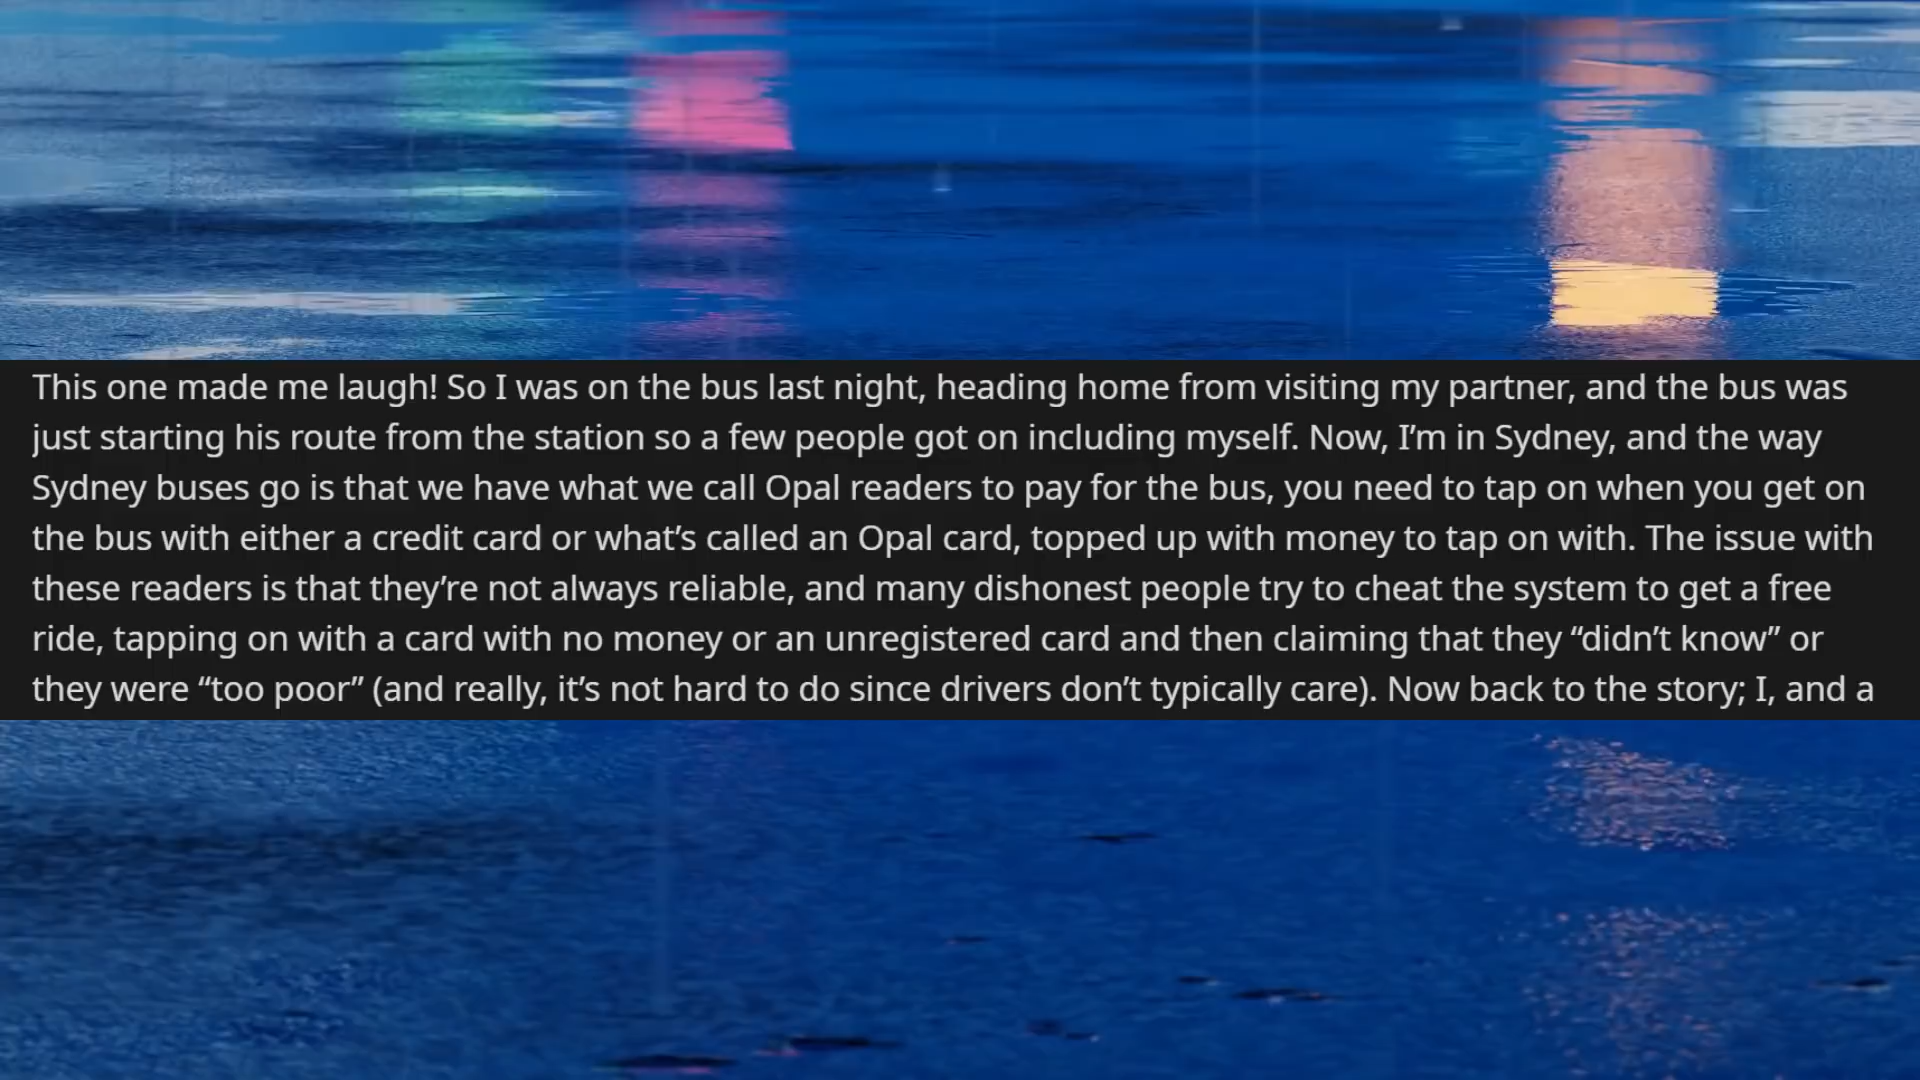 This one made me laugh! So I was on the bus last night, heading home from visiting my partner, and the bus was
just starting his route from the station so a few people got on including myself. Now, I’m in Sydney, and the way
Sydney buses go is that we have what we call Opal readers to pay for the bus, you need to tap on when you get on
the bus with either a credit card or what’s called an Opal card, topped up with money to tap on with. The issue with
these readers is that they’re not always reliable, and many dishonest people try to cheat the system to get a free
ride, tapping on with a card with no money or an unregistered card and then claiming that they “didn’t know” or
they were “too poor” (and really, it’s not hard to do since drivers don’t typically care). Now back to the story; I, and a